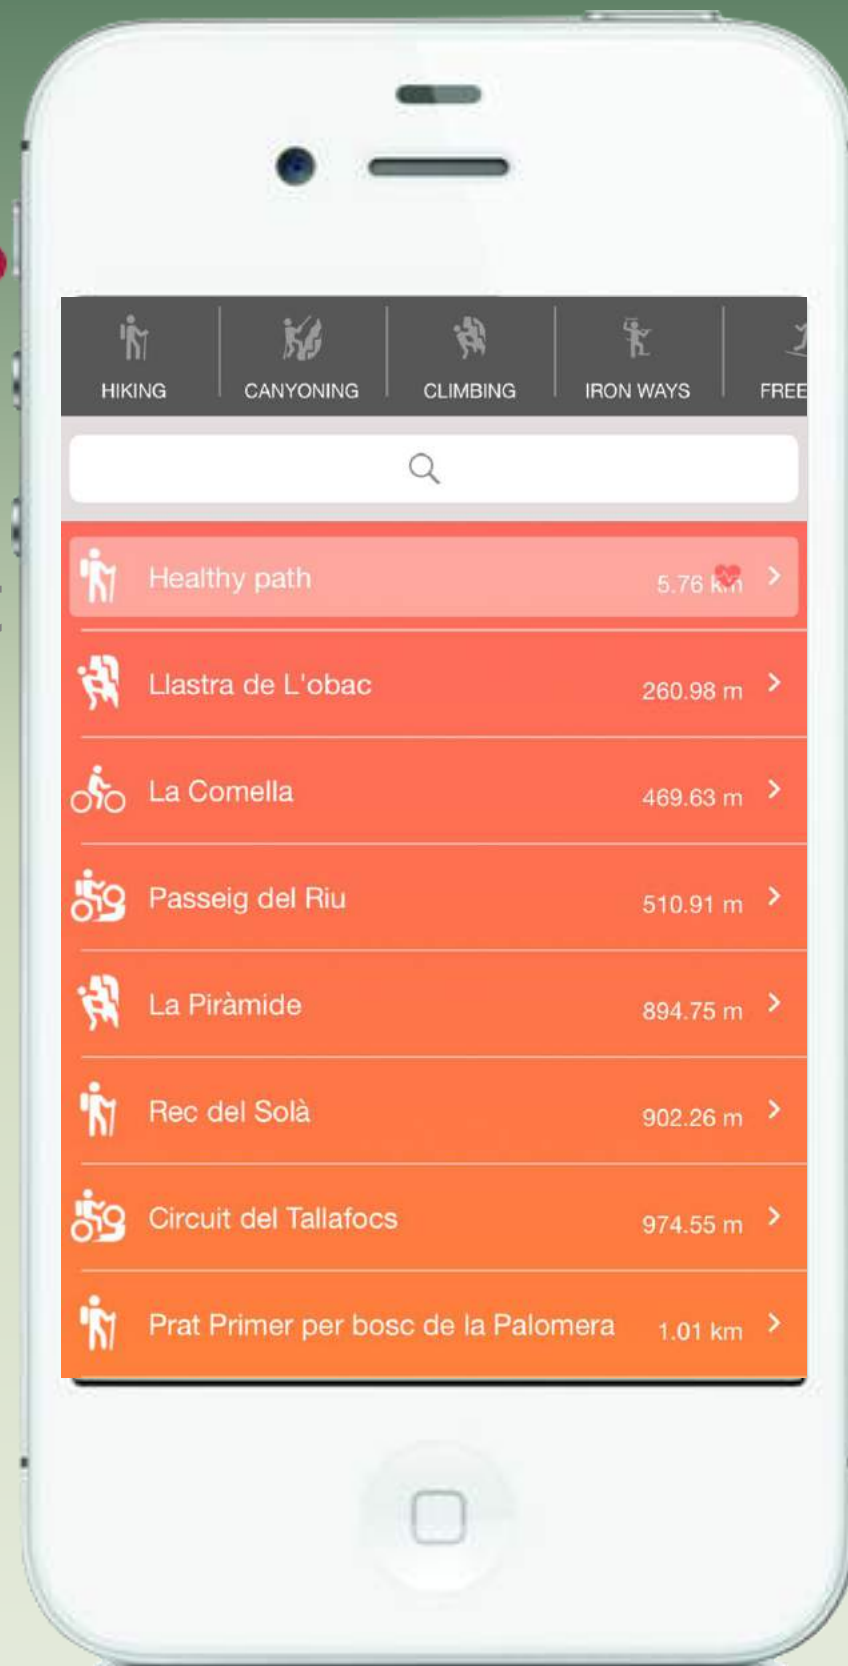 HIKING CANYONING CLIMBING IRON WAYS FREE
Healthy path 5.76 km
Llastra de L'obac 260.98 m
La Comella 469.63 m
Passeig del Riu 510.91 m
La Piràmide 894.75 m
Rec del Solà 902.26 m
Circuit del Tallafocs 974.55 m
Prat Primer per bosc de la Palomera 1.01 km